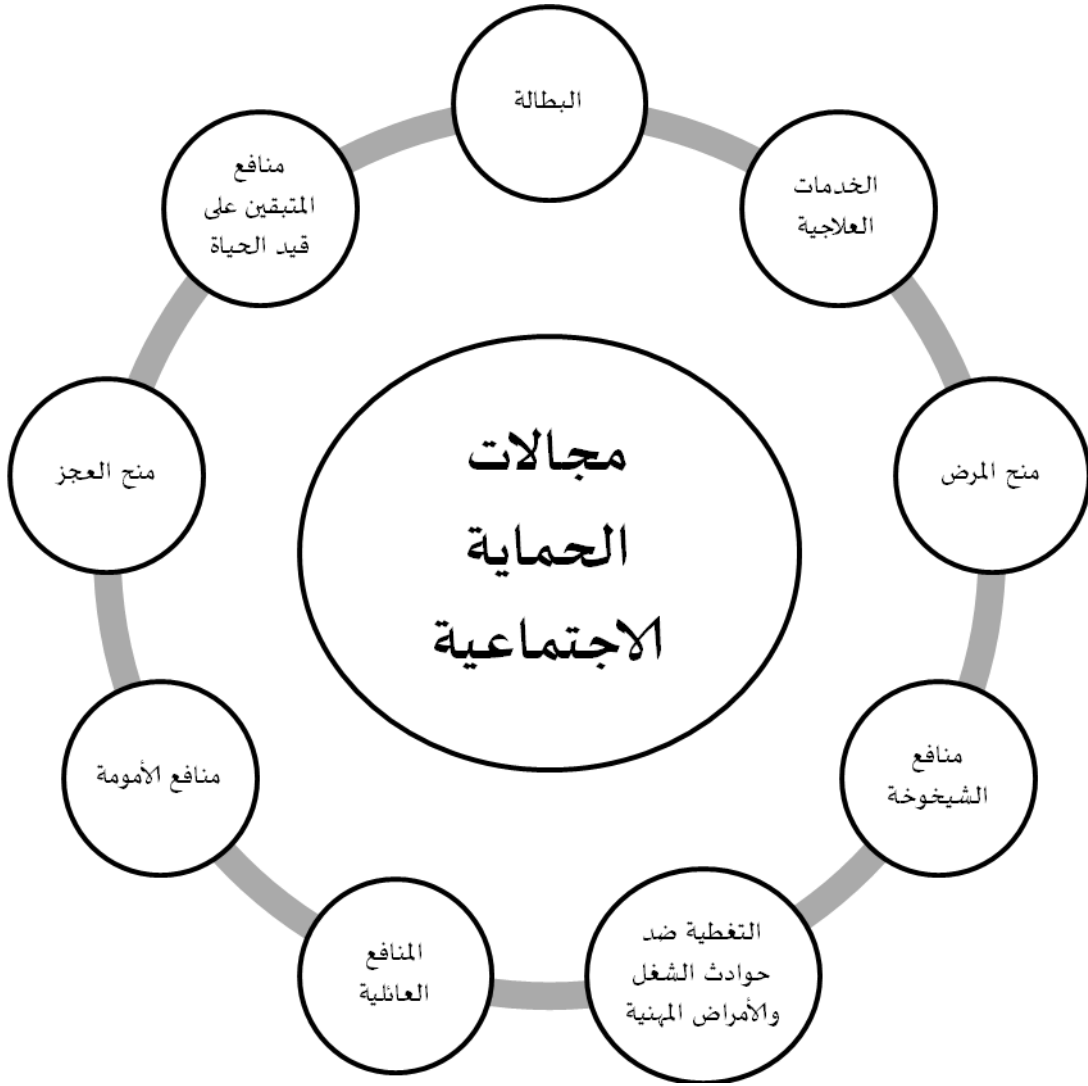 مجالات
الحماية
الاجتماعية
البطالة
الخدمات
العلاجية
منح المرض
منافع
الشيخوخة
التغطية ضد
حوادث الشغل
والأمراض المهنية
المنافع
العائلية
منافع الأمومة
منح العجز
منافع
المتبقين على
قيد الحياة